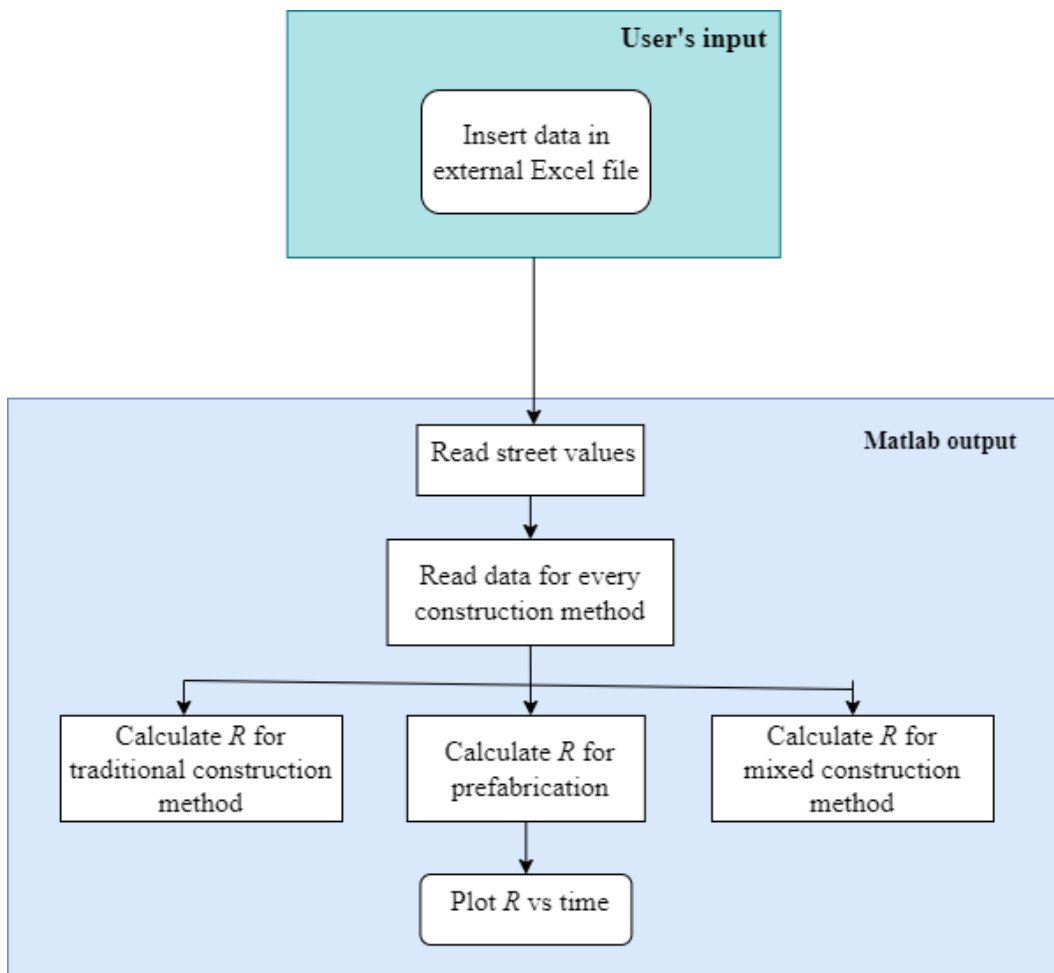 User's input
Insert data in
external Excel file
Read street values
Matlab output
Read data for every
construction method
Calculate R for
traditional construction
method
Calculate R for
prefabrication
Calculate R for
mixed construction
method
Plot R vs time